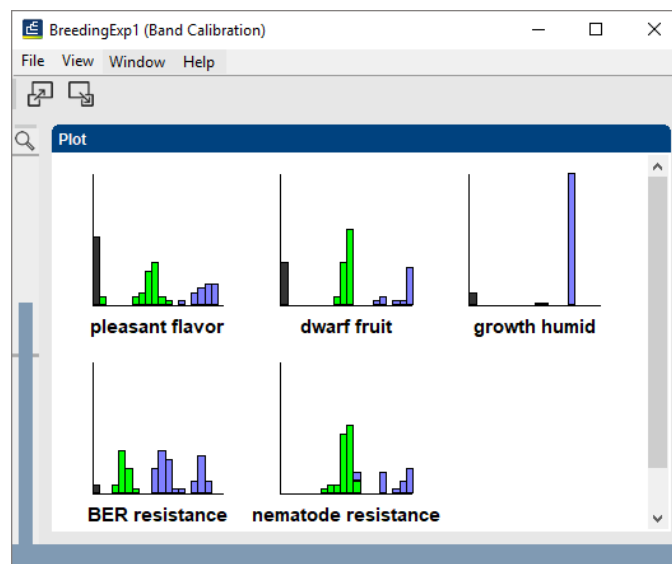 BreedingExp1 (Band Calibration)
File View Window Help
Plot
pleasant flavor
dwarf fruit
growth humid
BER resistance
nematode resistance